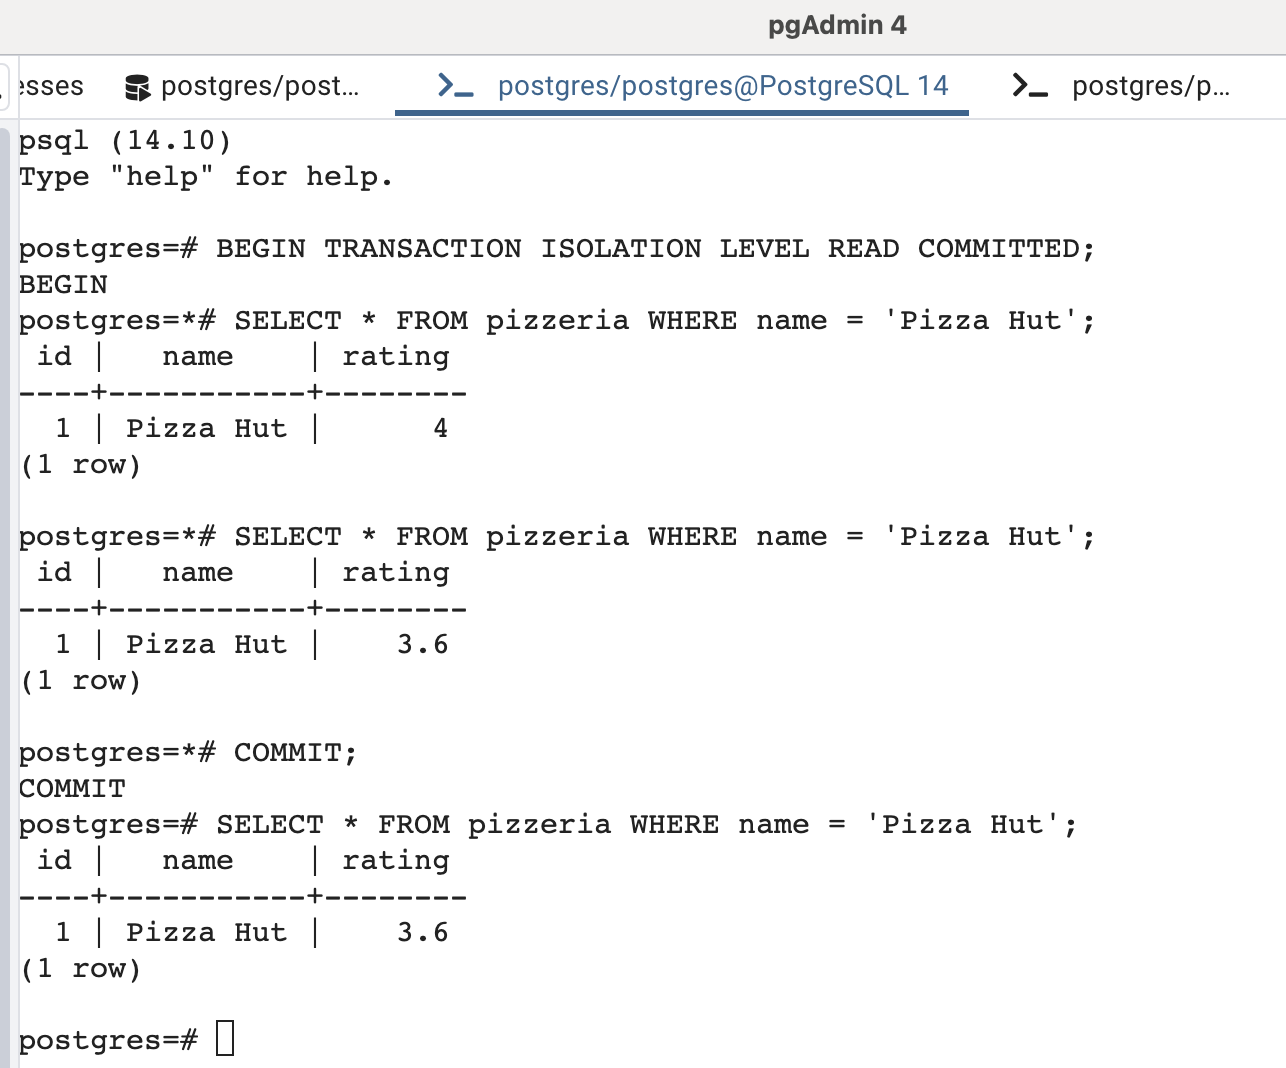 pgAdmin 4
esses postgres/post... postgres/postgres@PostgreSQL 14 postgres/p...
psql (14.10)
Type "help" for help.
postgres=# BEGIN TRANSACTION ISOLATION LEVEL READ COMMITTED;
BEGIN
postgres=*# SELECT * FROM pizzeria WHERE name = 'Pizza Hut';
 id |   name    | rating
----+-----------+--------
  1 | Pizza Hut |      4
(1 row)
postgres=*# SELECT * FROM pizzeria WHERE name = 'Pizza Hut';
 id |   name    | rating
----+-----------+--------
  1 | Pizza Hut |    3.6
(1 row)
postgres=*# COMMIT;
COMMIT
postgres=# SELECT * FROM pizzeria WHERE name = 'Pizza Hut';
 id |   name    | rating
----+-----------+--------
  1 | Pizza Hut |    3.6
(1 row)
postgres=#